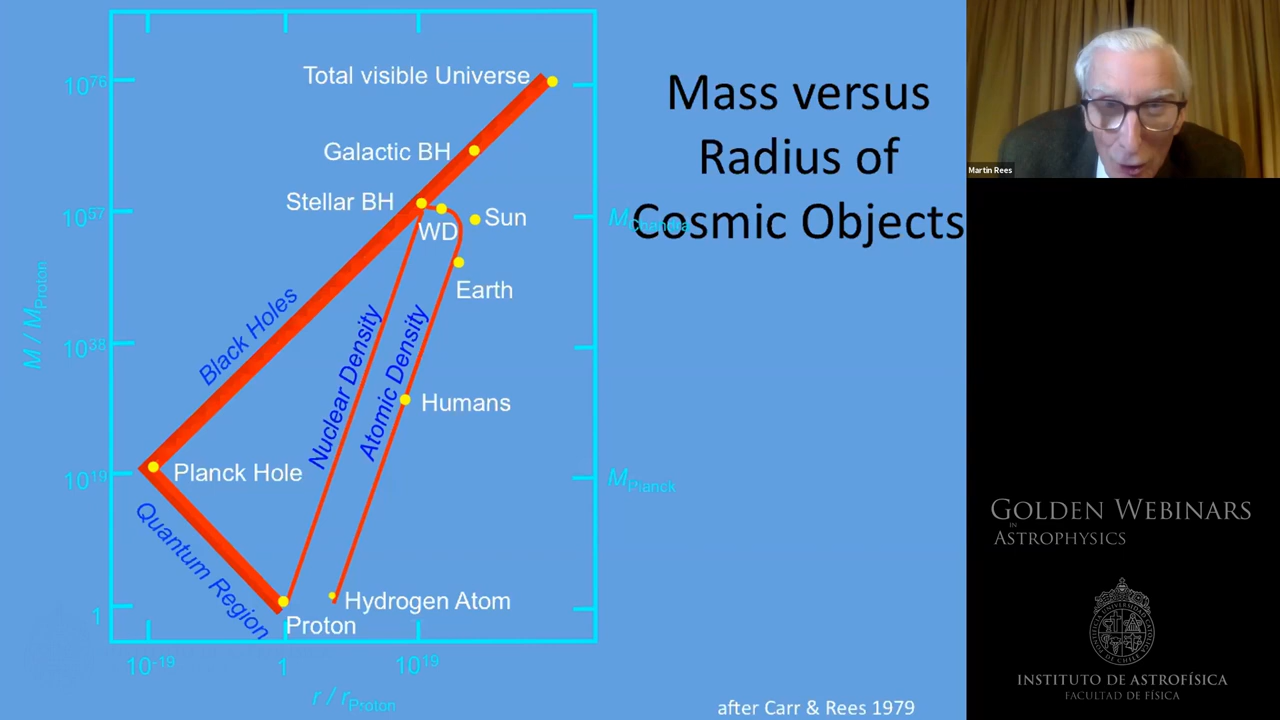 Mass versus
Radius of
Cosmic Objects
10^76
10^57
10^38
10^19
1
M / M_Proton
10^-19
1
10^19
r / r_Proton
Total visible Universe
Galactic BH
Stellar BH
WD
Sun
Earth
Humans
Planck Hole
Hydrogen Atom
Proton
Black Holes
Nuclear Density
Atomic Density
Quantum Region
M_Chandra
M_Planck
after Carr & Rees 1979
Martin Rees
GOLDEN WEBINARS
IN
ASTROPHYSICS
INSTITUTO DE ASTROFÍSICA
FACULTAD DE FÍSICA